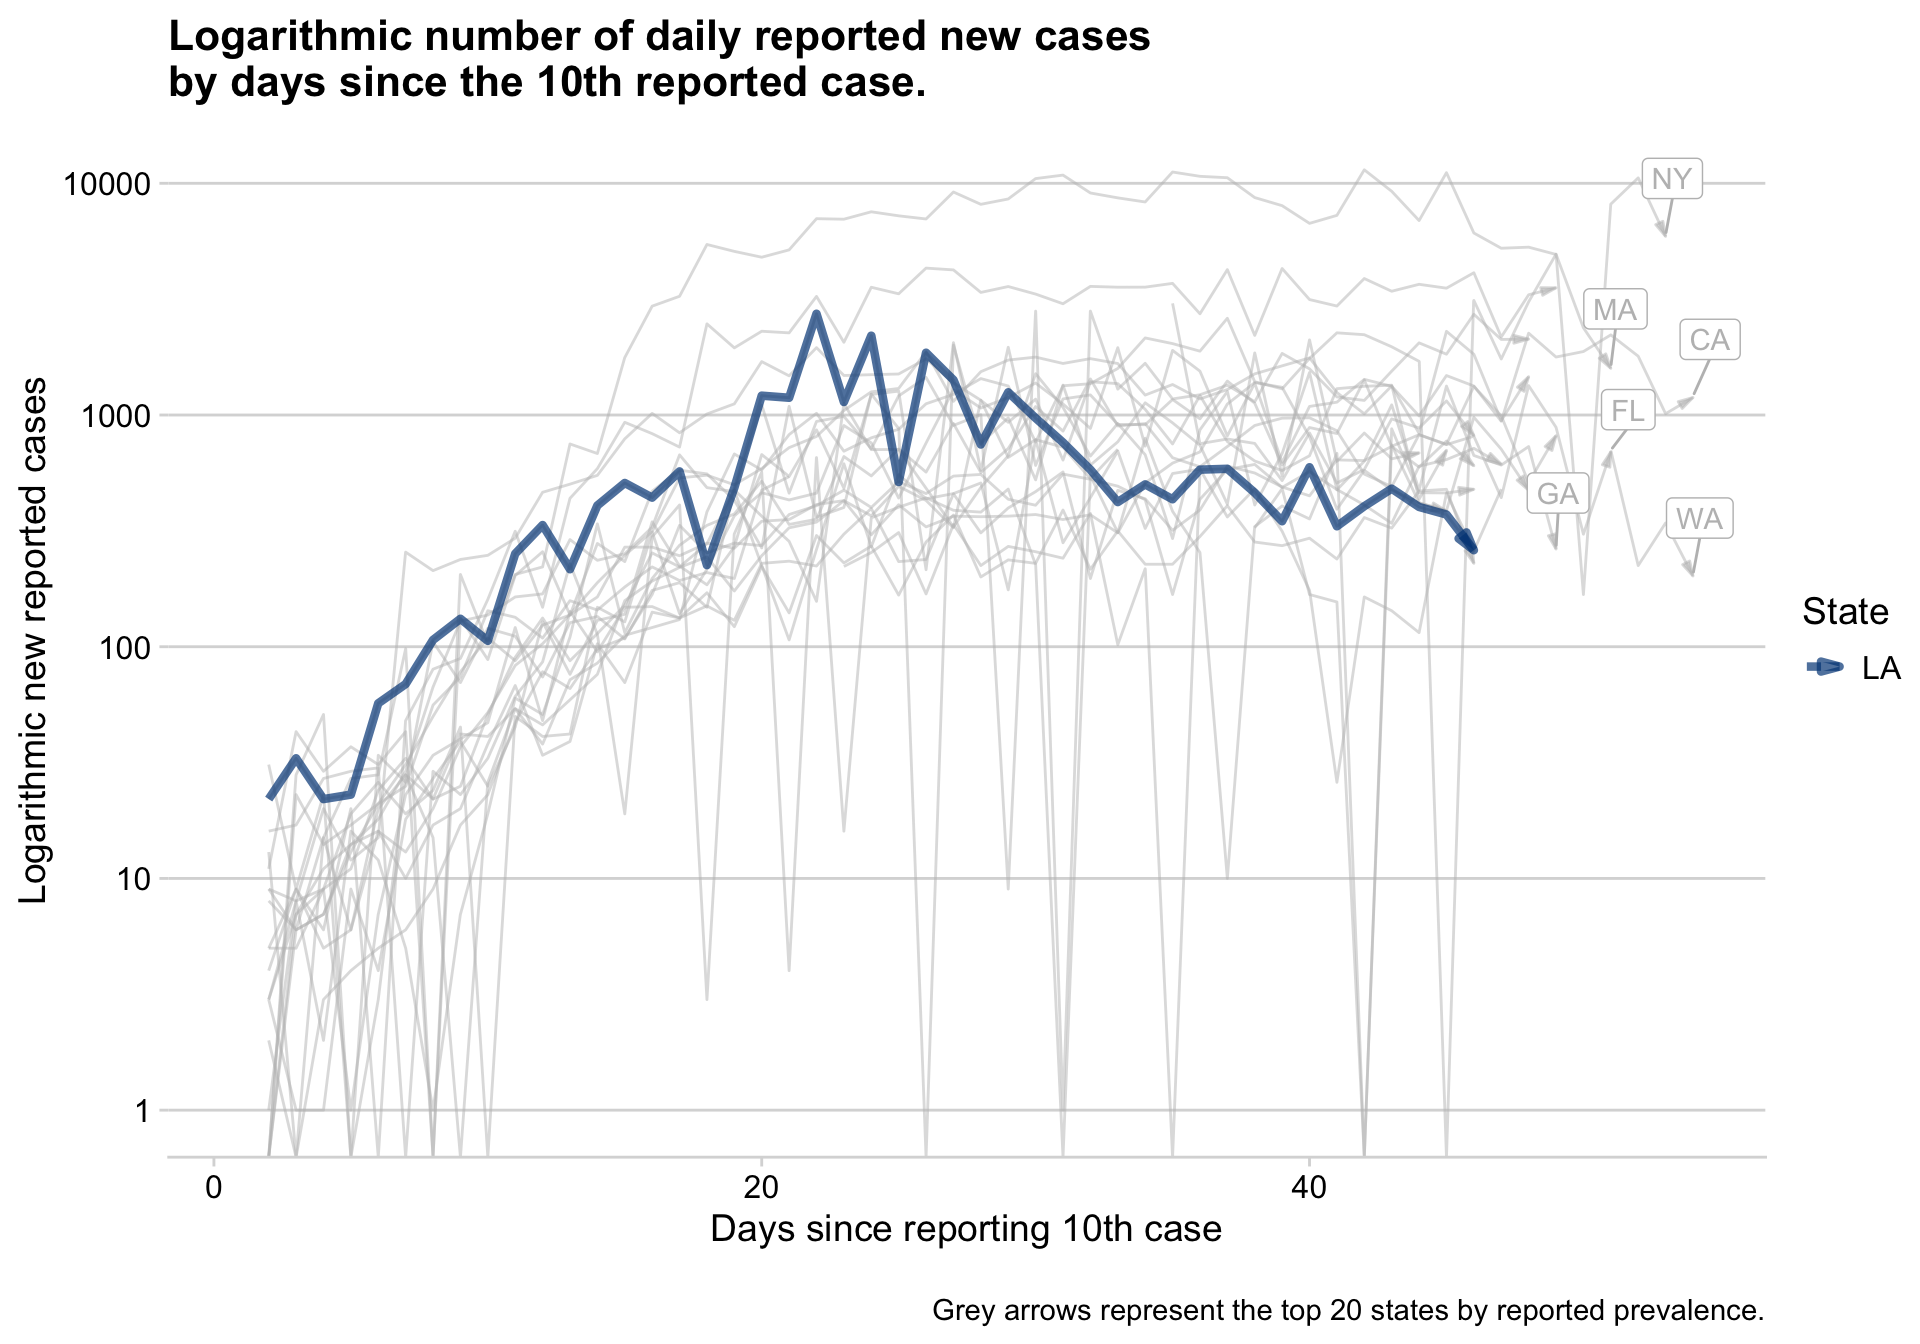 Logarithmic number of daily reported new cases
by days since the 10th reported case.
Logarithmic new reported cases
10000
1000
100
10
1
NY
MA
CA
FL
GA
WA
State
LA
0
20
40
Days since reporting 10th case
Grey arrows represent the top 20 states by reported prevalence.